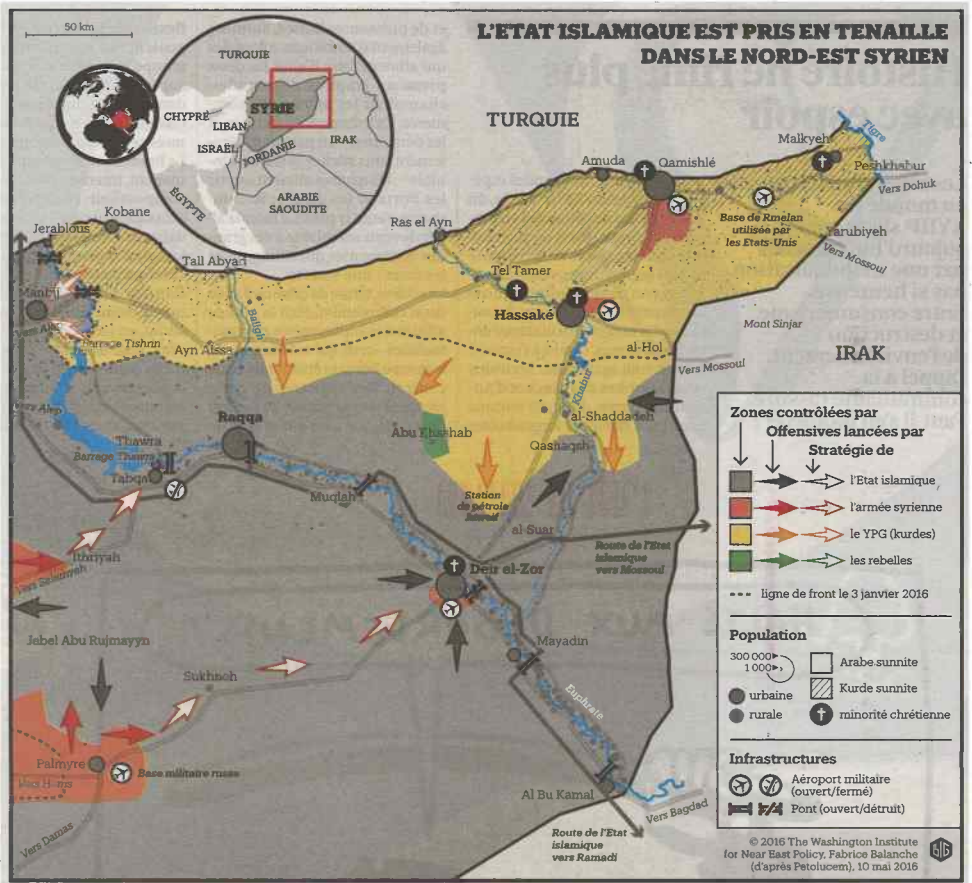 L'ETAT ISLAMIQUE EST PRIS EN TENAILLE
DANS LE NORD-EST SYRIEN
50 km
TURQUIE
CHYPRE
SYRIE
LIBAN
ISRAËL
JORDANIE
IRAK
ÉGYPTE
ARABIE
SAOUDITE
TURQUIE
Tigre
Malkyeh
Amuda
Qamishlé
Peshkhabur
Vers Dohuk
Base de Rmelan
utilisée par
les Etats-Unis
Yarubiyeh
Vers Mossoul
Kobane
Jerablous
Ras el Ayn
Tall Abyad
Tel Tamer
Manbij
Hassaké
Baligh
Mont Sinjar
Barrage Tishrin
Ayn Aissa
al-Hol
IRAK
Vers Mossoul
Khabur
Vers Alep
Raqqa
al-Shaddadeh
Abu Khashab
Thawra
Barrage Thawra
Tabqa
Qashaqsh
Muqlah
Station
de pétrole
al-Suar
Route de l'Etat
islamique
vers Mossoul
Ithriyah
Vers Salamyeh
Deir el-Zor
Jebel Abu Rujmayyn
Mayadin
Sukhnoh
Euphrate
Palmyre
Base militaire russe
Vers Homs
Al Bu Kamal
Vers Bagdad
Vers Damas
Route de l'Etat
islamique
vers Ramadi
Zones contrôlées par
Offensives lancées par
Stratégie de
l'Etat islamique
l'armée syrienne
le YPG (kurdes)
les rebelles
ligne de front le 3 janvier 2016
Population
300 000
1 000
Arabe sunnite
urbaine
Kurde sunnite
rurale
minorité chrétienne
Infrastructures
Aéroport militaire
(ouvert/fermé)
Pont (ouvert/détruit)
© 2016 The Washington Institute
for Near East Policy, Fabrice Balanche
(d'après Petolucem), 10 mai 2016